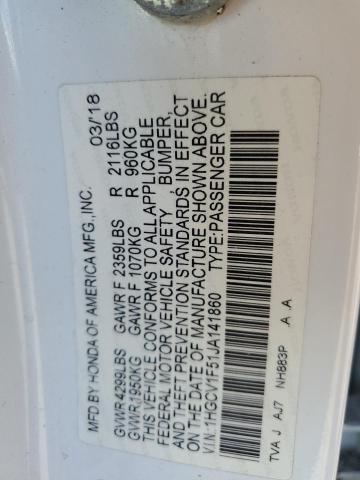 MFD.BY HONDA OF AMERICA MFG.,INC. 03/'18
GVWR 4299LBS GAWR F 2359LBS R 2116LBS
GVWR 1950KG GAWR F 1070KG R 960KG
THIS VEHICLE CONFORMS TO ALL APPLICABLE
FEDERAL MOTOR VEHICLE SAFETY, BUMPER,
AND THEFT PREVENTION STANDARDS IN EFFECT
ON THE DATE OF MANUFACTURE SHOWN ABOVE.
V.I.N.:1HGCV1F51JA141860 TYPE:PASSENGER CAR
TVA J AJ7 NH883P .A .A